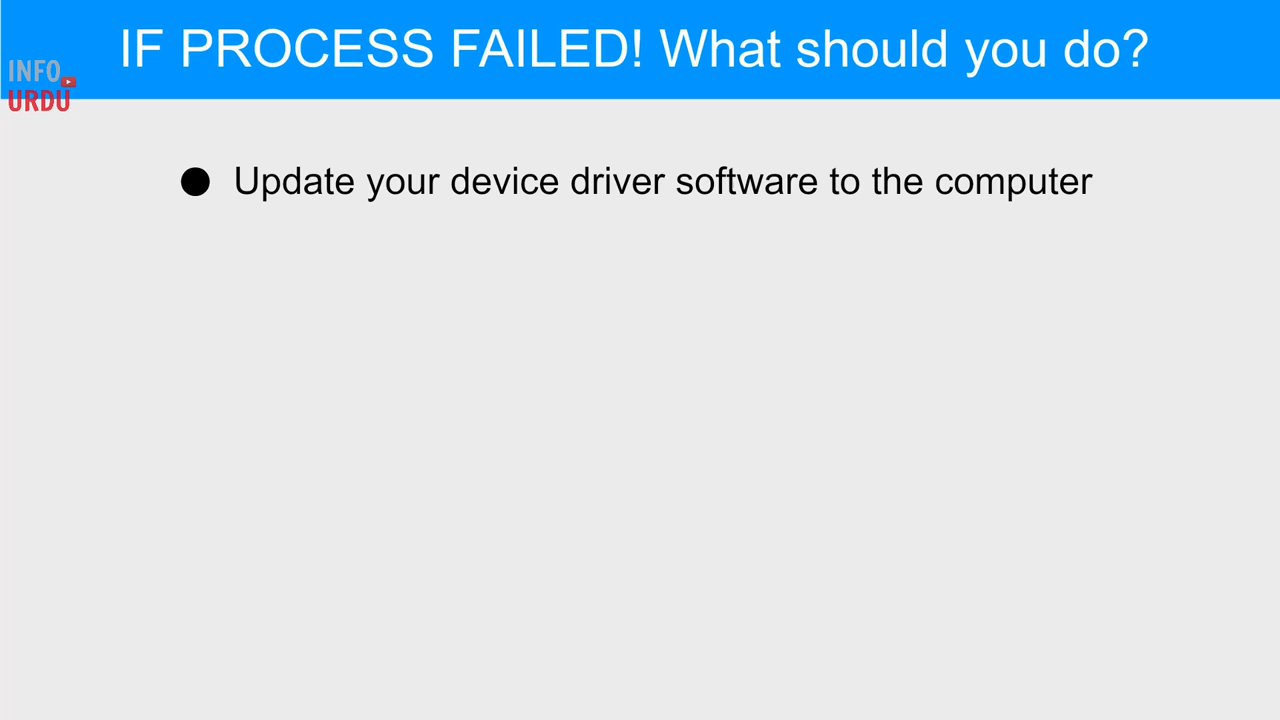 IF PROCESS FAILED! What should you do?
INFO
URDU
● Update your device driver software to the computer